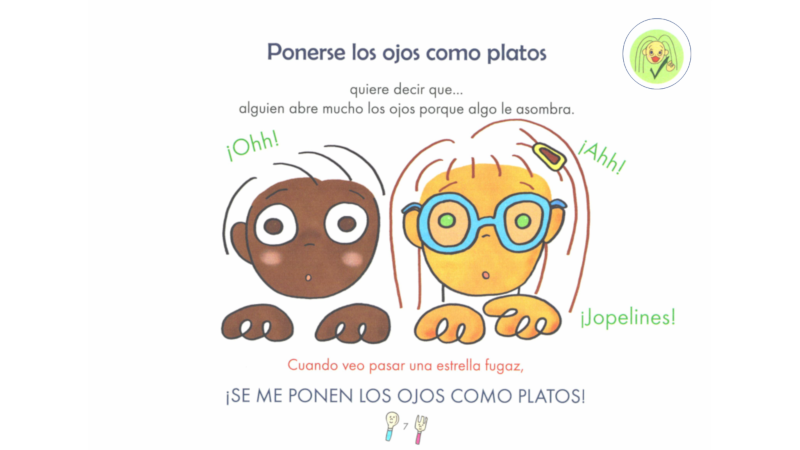 Ponerse los ojos como platos
quiere decir que...
alguien abre mucho los ojos porque algo le asombra.
¡Ohh!
¡Ahh!
¡Jopelines!
Cuando veo pasar una estrella fugaz,
¡SE ME PONEN LOS OJOS COMO PLATOS!
7